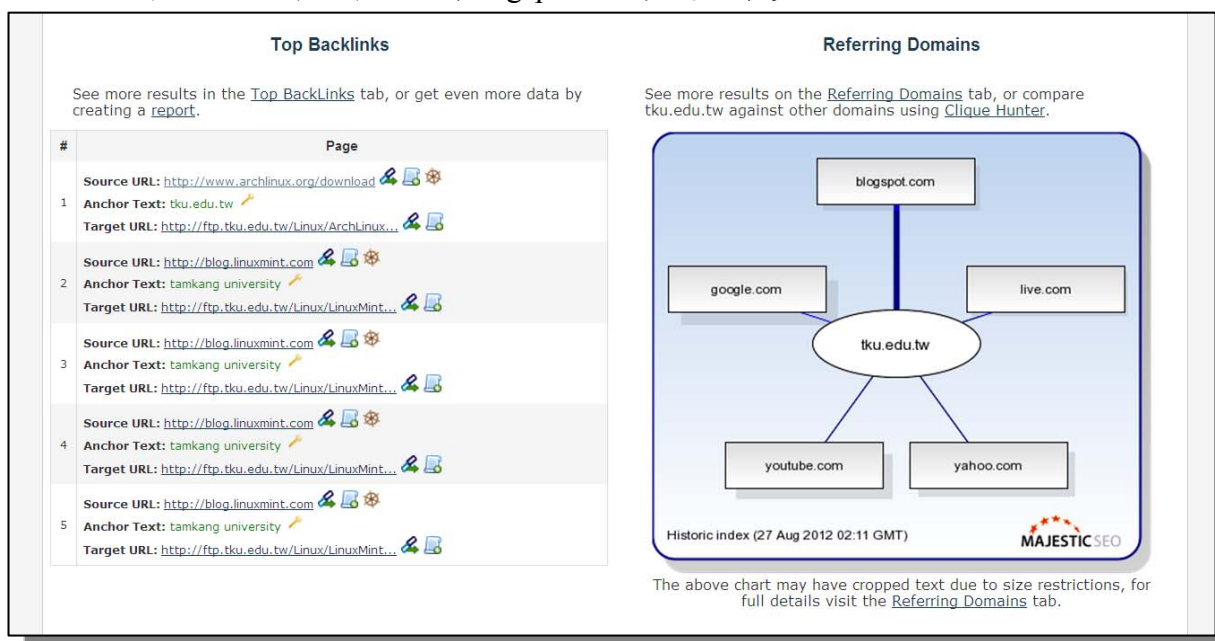 Top Backlinks
See more results in the Top BackLinks tab, or get even more data by
creating a report.
# Page
1
Source URL: http://www.archlinux.org/download
Anchor Text: tku.edu.tw
Target URL: http://ftp.tku.edu.tw/Linux/ArchLinux...
2
Source URL: http://blog.linuxmint.com
Anchor Text: tamkang university
Target URL: http://ftp.tku.edu.tw/Linux/LinuxMint...
3
Source URL: http://blog.linuxmint.com
Anchor Text: tamkang university
Target URL: http://ftp.tku.edu.tw/Linux/LinuxMint...
4
Source URL: http://blog.linuxmint.com
Anchor Text: tamkang university
Target URL: http://ftp.tku.edu.tw/Linux/LinuxMint...
5
Source URL: http://blog.linuxmint.com
Anchor Text: tamkang university
Target URL: http://ftp.tku.edu.tw/Linux/LinuxMint...
Referring Domains
See more results on the Referring Domains tab, or compare
tku.edu.tw against other domains using Clique Hunter.
blogspot.com
google.com
live.com
tku.edu.tw
youtube.com
yahoo.com
Historic index (27 Aug 2012 02:11 GMT)
MAJESTICSEO
The above chart may have cropped text due to size restrictions, for
full details visit the Referring Domains tab.